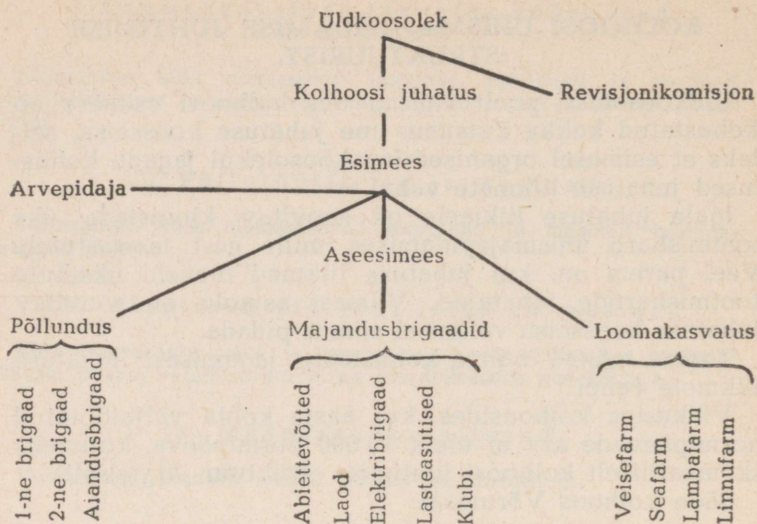 Üldkoosolek
Kolhoosi juhatus
Revisjonikomisjon
Esimees
Arvepidaja
Aseesimees
Põllundus
Majandusbrigaadid
Loomakasvatus
1-ne brigaad
2-ne brigaad
Aiandusbrigaad
Abiettevõtted
Laod
Elektribrigaad
Lasteasutised
Klubi
Veisefarm
Seafarm
Lambafarm
Linnufarm